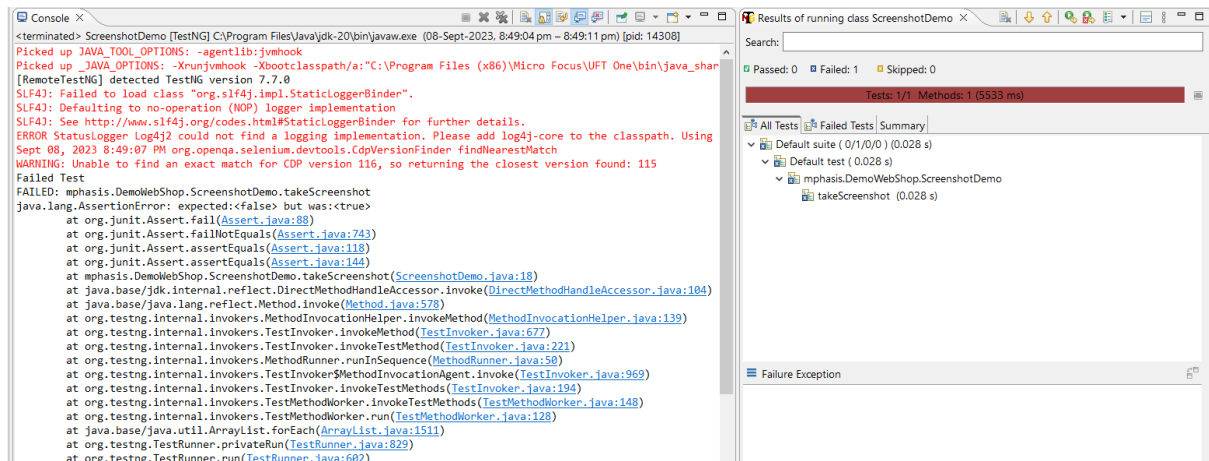 Console
<terminated> ScreenshotDemo [TestNG] C:\Program Files\Java\jdk-20\bin\javaw.exe (08-Sept-2023, 8:49:04 pm – 8:49:11 pm) [pid: 14308]
Picked up JAVA_TOOL_OPTIONS: -agentlib:jvmhook
Picked up _JAVA_OPTIONS: -Xrunjvmhook -Xbootclasspath/a:"C:\Program Files (x86)\Micro Focus\UFT One\bin\java_shar
[RemoteTestNG] detected TestNG version 7.7.0
SLF4J: Failed to load class "org.slf4j.impl.StaticLoggerBinder".
SLF4J: Defaulting to no-operation (NOP) logger implementation
SLF4J: See http://www.slf4j.org/codes.html#StaticLoggerBinder for further details.
ERROR StatusLogger Log4j2 could not find a logging implementation. Please add log4j-core to the classpath. Using
Sept 08, 2023 8:49:07 PM org.openqa.selenium.devtools.CdpVersionFinder findNearestMatch
WARNING: Unable to find an exact match for CDP version 116, so returning the closest version found: 115
Failed Test
FAILED: mphasis.DemoWebShop.ScreenshotDemo.takeScreenshot
java.lang.AssertionError: expected:<false> but was:<true>
at org.junit.Assert.fail(Assert.java:88)
at org.junit.Assert.failNotEquals(Assert.java:743)
at org.junit.Assert.assertEquals(Assert.java:118)
at org.junit.Assert.assertEquals(Assert.java:144)
at mphasis.DemoWebShop.ScreenshotDemo.takeScreenshot(ScreenshotDemo.java:18)
at java.base/jdk.internal.reflect.DirectMethodHandleAccessor.invoke(DirectMethodHandleAccessor.java:104)
at java.base/java.lang.reflect.Method.invoke(Method.java:578)
at org.testng.internal.invokers.MethodInvocationHelper.invokeMethod(MethodInvocationHelper.java:139)
at org.testng.internal.invokers.TestInvoker.invokeMethod(TestInvoker.java:677)
at org.testng.internal.invokers.TestInvoker.invokeTestMethod(TestInvoker.java:221)
at org.testng.internal.invokers.MethodRunner.runInSequence(MethodRunner.java:50)
at org.testng.internal.invokers.TestInvoker$MethodInvocationAgent.invoke(TestInvoker.java:969)
at org.testng.internal.invokers.TestInvoker.invokeTestMethods(TestInvoker.java:194)
at org.testng.internal.invokers.TestMethodWorker.invokeTestMethods(TestMethodWorker.java:148)
at org.testng.internal.invokers.TestMethodWorker.run(TestMethodWorker.java:128)
at java.base/java.util.ArrayList.forEach(ArrayList.java:1511)
at org.testng.TestRunner.privateRun(TestRunner.java:829)
at org.testng.TestRunner.run(TestRunner.java:602)
Results of running class ScreenshotDemo
Search:
Passed: 0 Failed: 1 Skipped: 0
Tests: 1/1 Methods: 1 (5533 ms)
All Tests Failed Tests Summary
Default suite ( 0/1/0/0 ) (0.028 s)
Default test ( 0.028 s)
mphasis.DemoWebShop.ScreenshotDemo
takeScreenshot (0.028 s)
Failure Exception